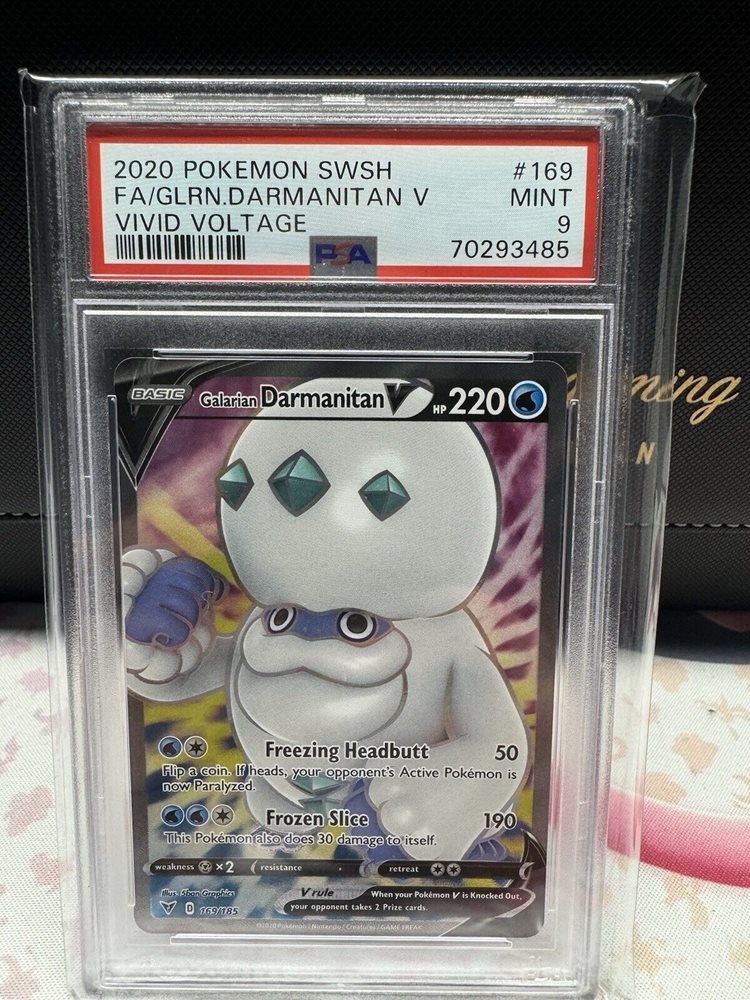 2020 POKEMON SWSH #169
FA/GLRN.DARMANITAN V MINT
VIVID VOLTAGE 9
PSA 70293485
ning
N
BASIC Galarian Darmanitan V HP 220
Freezing Headbutt 50
Flip a coin. If heads, your opponent's Active Pokémon is
now Paralyzed.
Frozen Slice 190
This Pokémon also does 30 damage to itself.
weakness ×2 resistance retreat
Illus. Shan Graphics V rule When your Pokémon V is Knocked Out,
D 169/185 your opponent takes 2 Prize cards.
©2020 Pokémon / Nintendo / Creatures / GAME FREAK